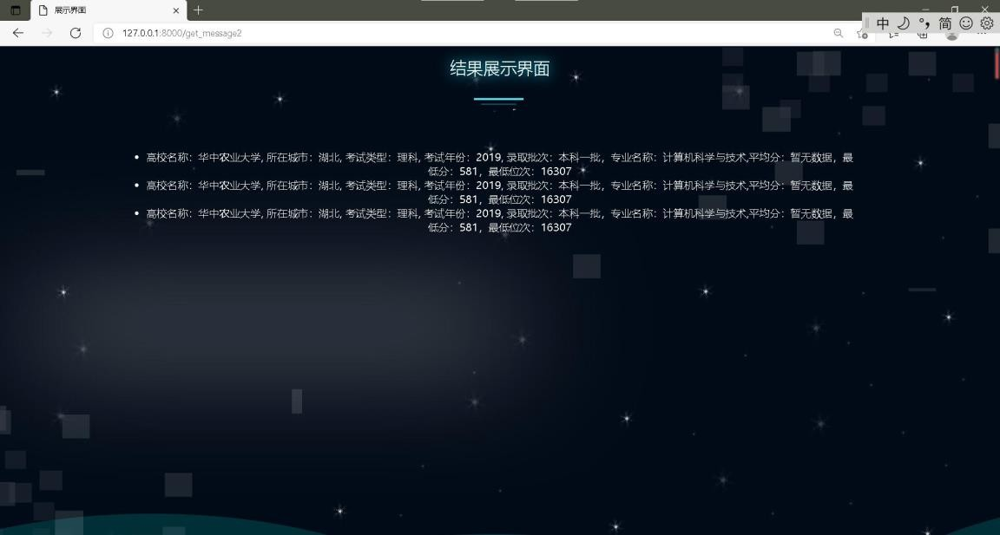 展示界面
127.0.0.1:8000/get_message2
中 简
结果展示界面
高校名称：华中农业大学, 所在城市：湖北, 考试类型：理科, 考试年份：2019, 录取批次：本科一批，专业名称：计算机科学与技术,平均分：暂无数据，最
低分：581，最低位次：16307
高校名称：华中农业大学, 所在城市：湖北, 考试类型：理科, 考试年份：2019, 录取批次：本科一批，专业名称：计算机科学与技术,平均分：暂无数据，最
低分：581，最低位次：16307
高校名称：华中农业大学, 所在城市：湖北, 考试类型：理科, 考试年份：2019, 录取批次：本科一批，专业名称：计算机科学与技术,平均分：暂无数据，最
低分：581，最低位次：16307